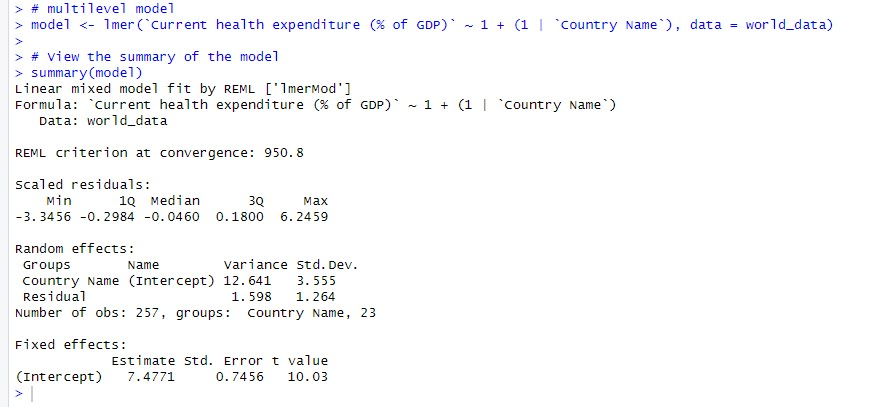 > # multilevel model
> model <- lmer(`Current health expenditure (% of GDP)` ~ 1 + (1 | `Country Name`), data = world_data)
>
> # View the summary of the model
> summary(model)
Linear mixed model fit by REML ['lmerMod']
Formula: `Current health expenditure (% of GDP)` ~ 1 + (1 | `Country Name`)
   Data: world_data

REML criterion at convergence: 950.8

Scaled residuals:
    Min      1Q  Median      3Q     Max
-3.3456 -0.2984 -0.0460  0.1800  6.2459

Random effects:
 Groups       Name        Variance Std.Dev.
 Country Name (Intercept) 12.641   3.555
 Residual                  1.598   1.264
Number of obs: 257, groups:  Country Name, 23

Fixed effects:
            Estimate Std. Error t value
(Intercept)   7.4771     0.7456   10.03
>